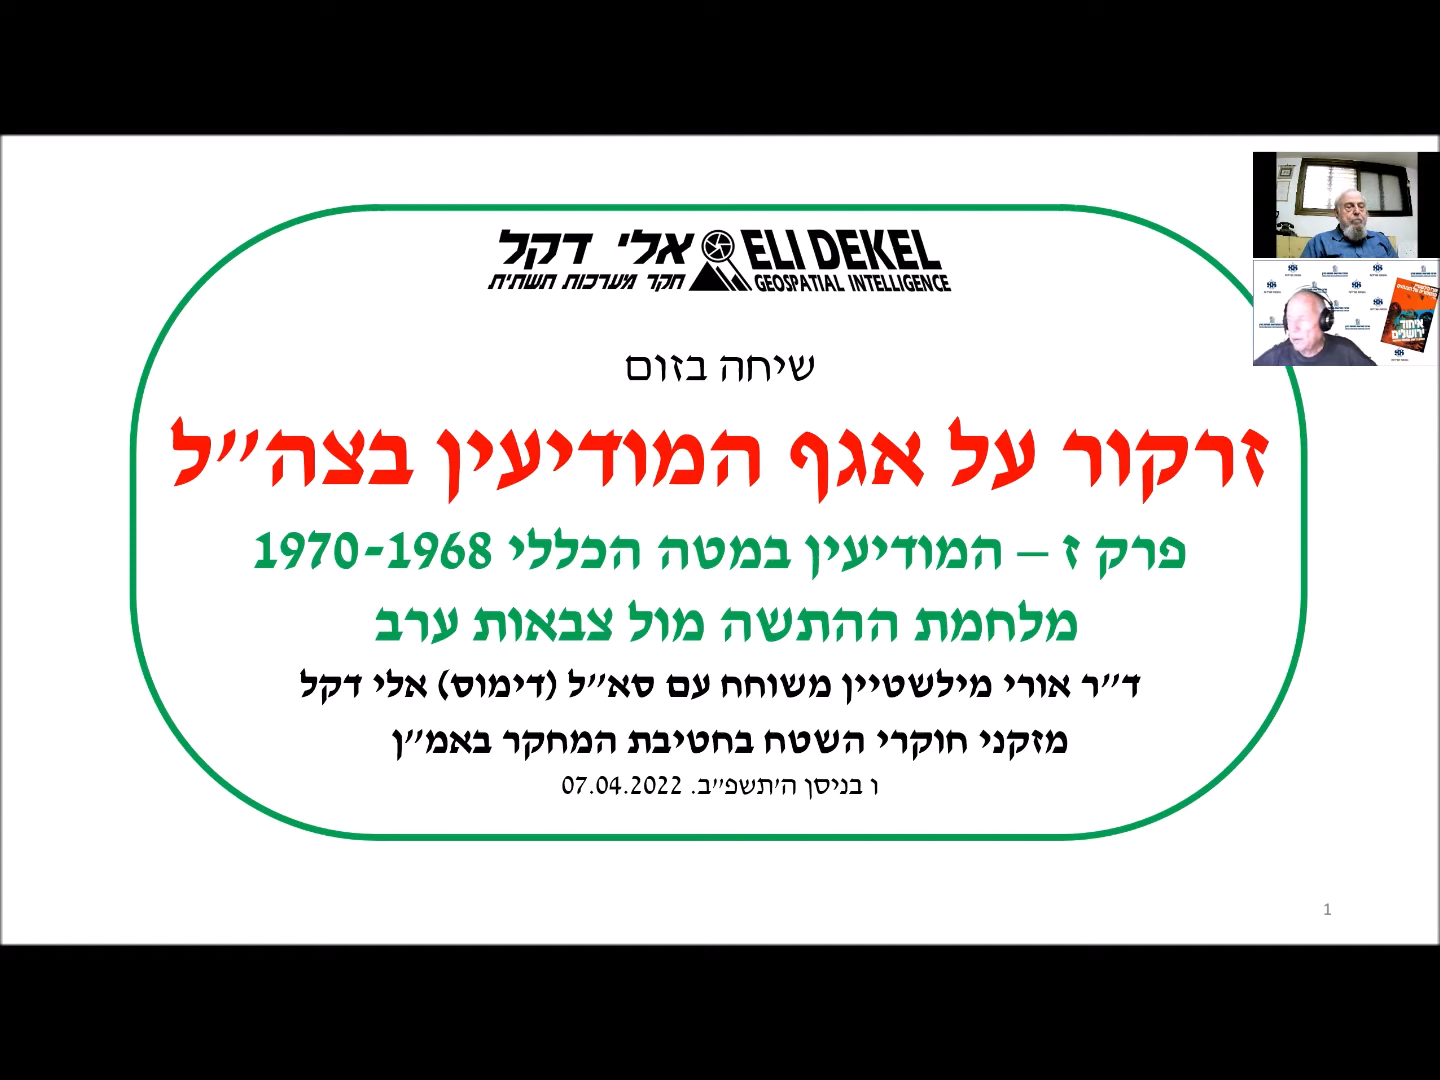 אלי דקל
חקר מערכות תשתית
ELI DEKEL
GEOSPATIAL INTELLIGENCE
שיחה בזום
זרקור על אגף המודיעין בצה״ל
פרק ז – המודיעין במטה הכללי 1970-1968
מלחמת ההתשה מול צבאות ערב
ד״ר אורי מילשטיין משוחח עם סא״ל (דימוס) אלי דקל
מזקני חוקרי השטח בחטיבת המחקר באמ״ן
ו בניסן ה׳תשפ״ב. 07.04.2022
איחוד
ירושלים
1